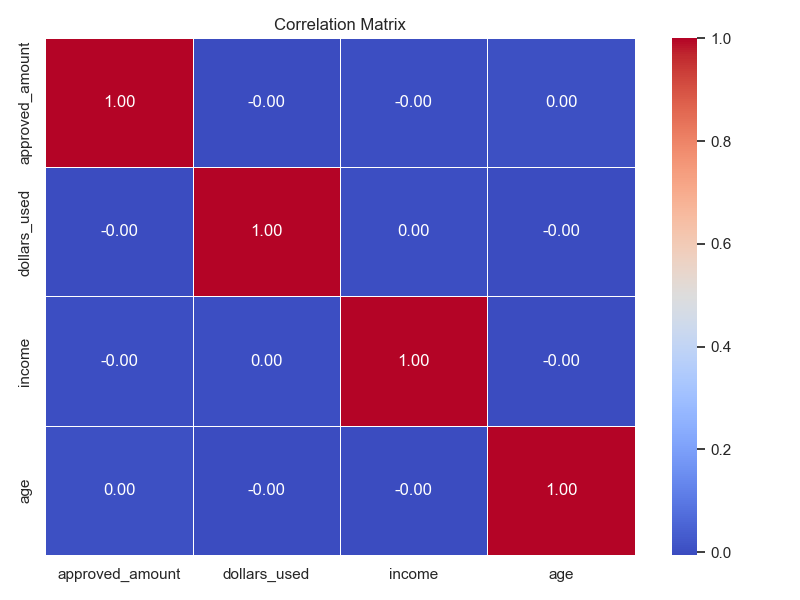 Correlation Matrix
approved_amount
1.00 -0.00 -0.00 0.00
dollars_used
-0.00 1.00 0.00 -0.00
income
-0.00 0.00 1.00 -0.00
age
0.00 -0.00 -0.00 1.00
approved_amount dollars_used income age
1.0
0.8
0.6
0.4
0.2
0.0